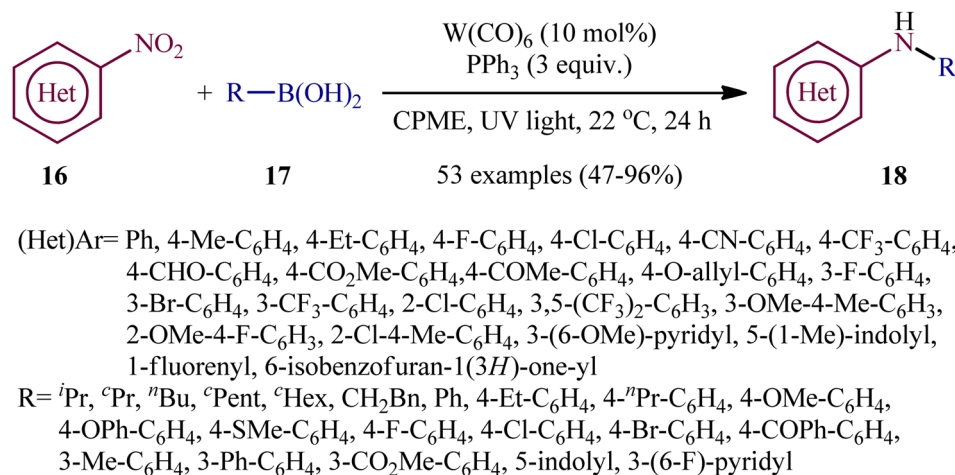 NO₂
Het
16
+
R–B(OH)₂
17
W(CO)₆ (10 mol%)
PPh₃ (3 equiv.)
CPME, UV light, 22 °C, 24 h
53 examples (47-96%)
H
N
R
Het
18
(Het)Ar= Ph, 4-Me-C₆H₄, 4-Et-C₆H₄, 4-F-C₆H₄, 4-Cl-C₆H₄, 4-CN-C₆H₄, 4-CF₃-C₆H₄,
4-CHO-C₆H₄, 4-CO₂Me-C₆H₄,4-COMe-C₆H₄, 4-O-allyl-C₆H₄, 3-F-C₆H₄,
3-Br-C₆H₄, 3-CF₃-C₆H₄, 2-Cl-C₆H₄, 3,5-(CF₃)₂-C₆H₃, 3-OMe-4-Me-C₆H₃,
2-OMe-4-F-C₆H₃, 2-Cl-4-Me-C₆H₄, 3-(6-OMe)-pyridyl, 5-(1-Me)-indolyl,
1-fluorenyl, 6-isobenzofuran-1(3H)-one-yl
R= ⁱPr, ᶜPr, ⁿBu, ᶜPent, ᶜHex, CH₂Bn, Ph, 4-Et-C₆H₄, 4-ⁿPr-C₆H₄, 4-OMe-C₆H₄,
4-OPh-C₆H₄, 4-SMe-C₆H₄, 4-F-C₆H₄, 4-Cl-C₆H₄, 4-Br-C₆H₄, 4-COPh-C₆H₄,
3-Me-C₆H₄, 3-Ph-C₆H₄, 3-CO₂Me-C₆H₄, 5-indolyl, 3-(6-F)-pyridyl